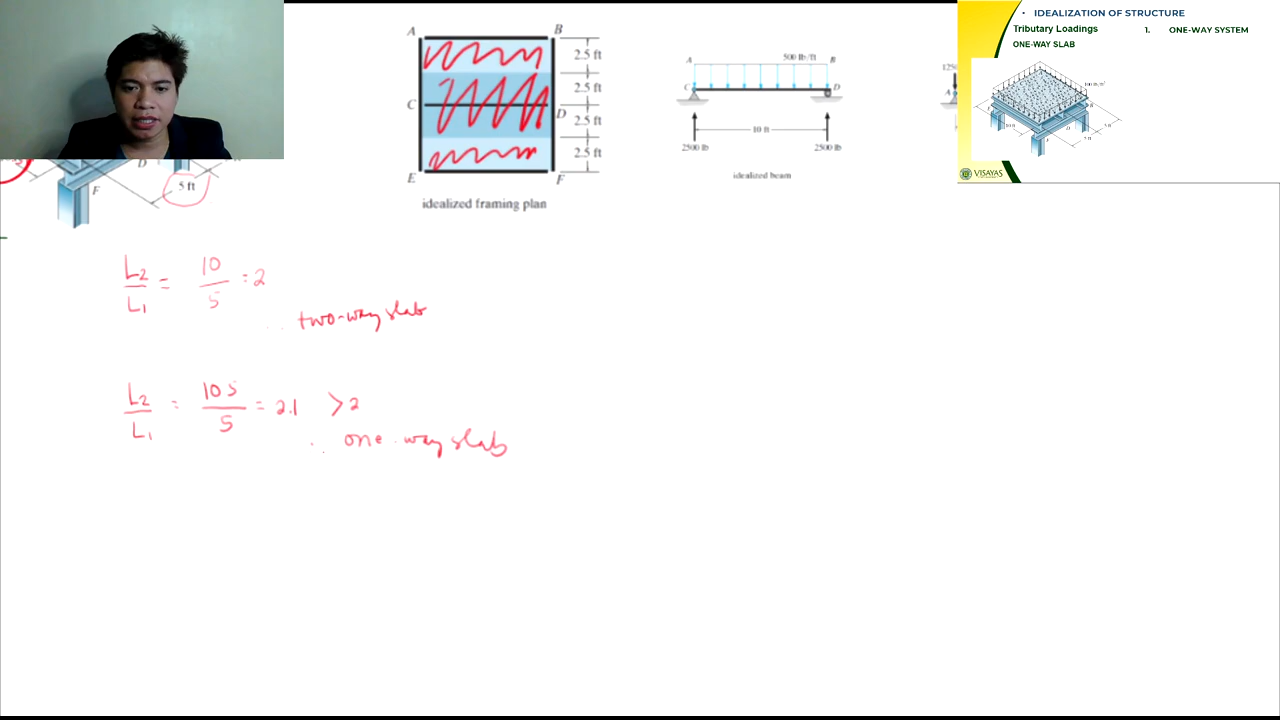 • IDEALIZATION OF STRUCTURE
Tributary Loadings
1. ONE-WAY SYSTEM
ONE-WAY SLAB
VISAYAS
A
B
2.5 ft
2.5 ft
C
D
2.5 ft
2.5 ft
E
F
idealized framing plan
A
500 lb/ft
B
C
D
10 ft
2500 lb
2500 lb
idealized beam
A
D
F
5 ft
L2/L1 = 10/5 = 2
two-way slab
L2/L1 = 10.5/5 = 2.1 > 2
∴ one-way slab